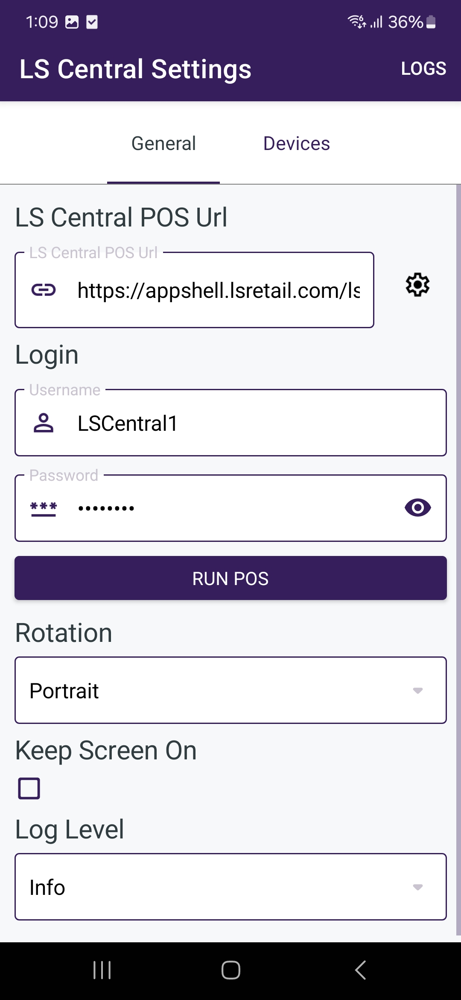 1:09
36%
LS Central Settings
LOGS
General
Devices
LS Central POS Url
LS Central POS Url
https://appshell.lsretail.com/ls
Login
Username
LSCentral1
Password
***
••••••••
RUN POS
Rotation
Portrait
Keep Screen On
Log Level
Info